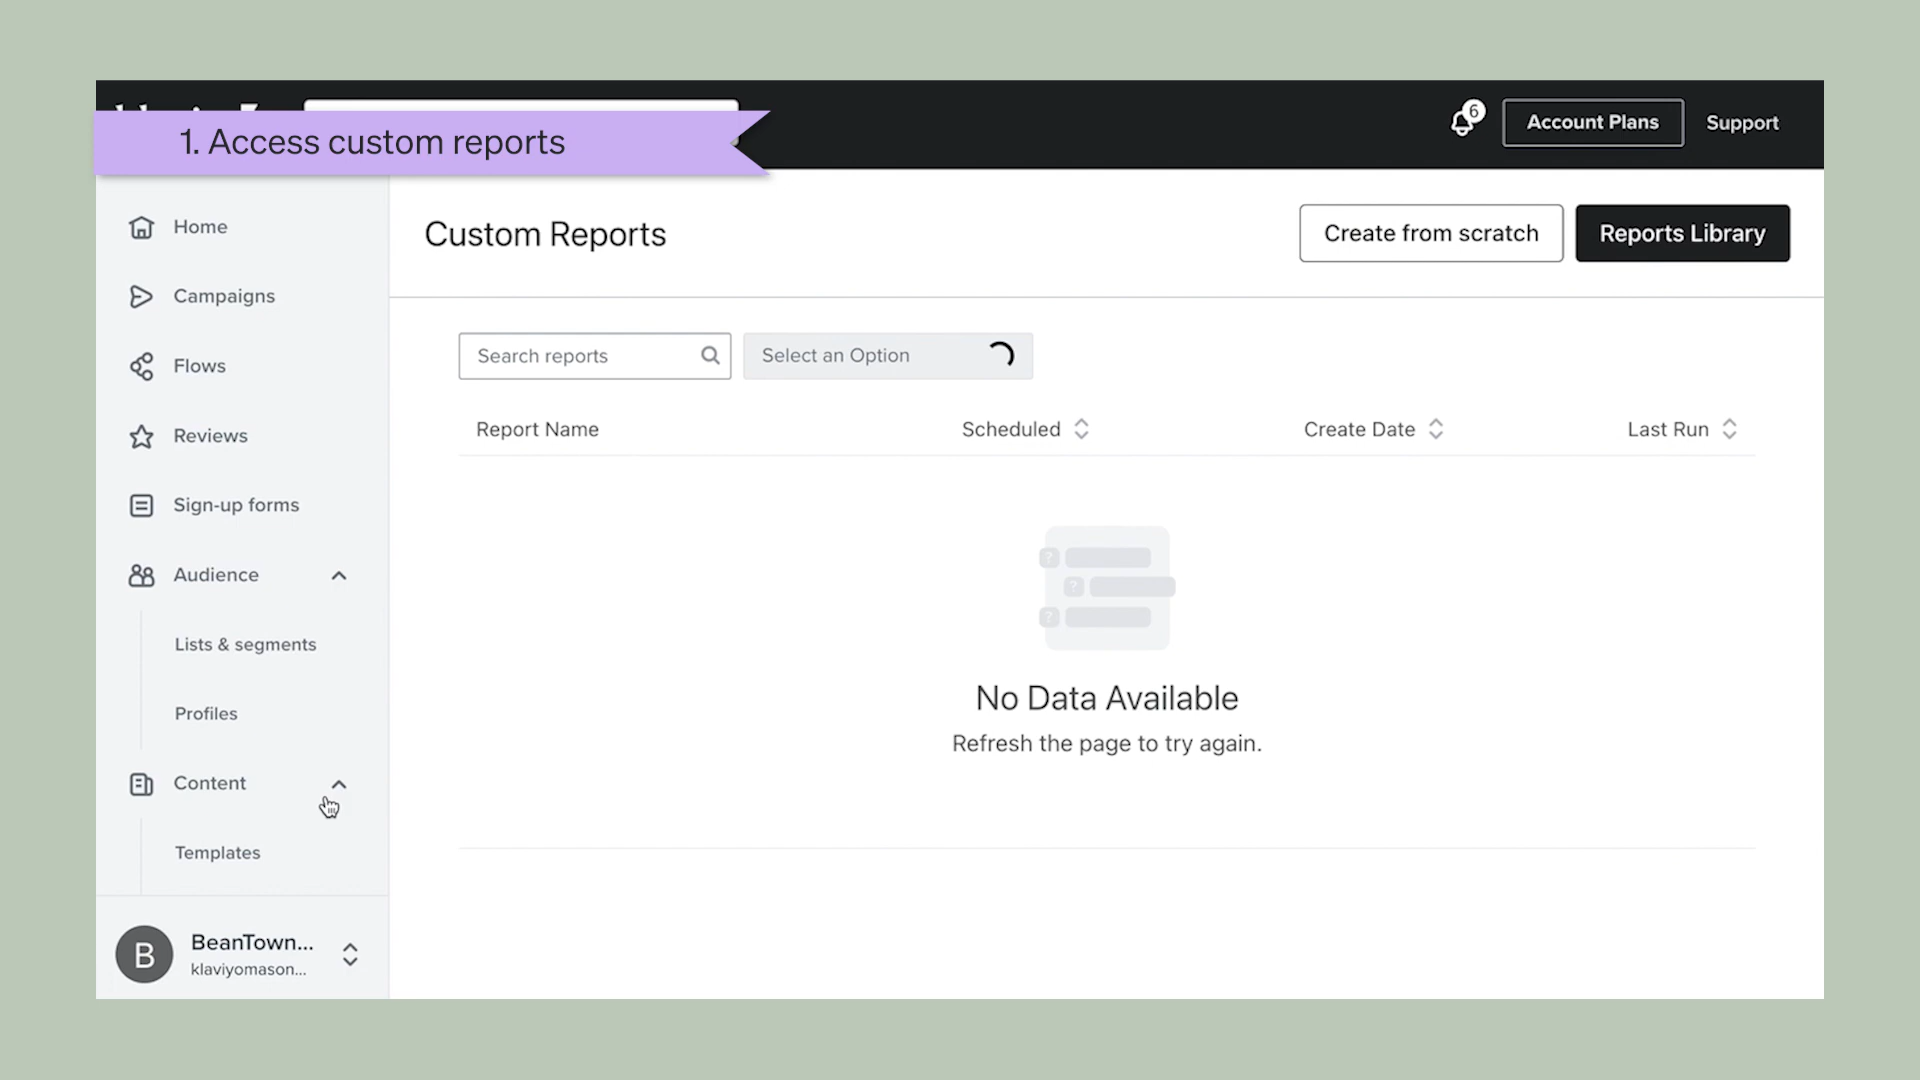 1. Access custom reports
6
Account Plans
Support
Home
Campaigns
Flows
Reviews
Sign-up forms
Audience
Lists & segments
Profiles
Content
Templates
B
BeanTown...
klaviyomason...
Custom Reports
Create from scratch
Reports Library
Search reports
Select an Option
Report Name
Scheduled
Create Date
Last Run
?
?
?
No Data Available
Refresh the page to try again.